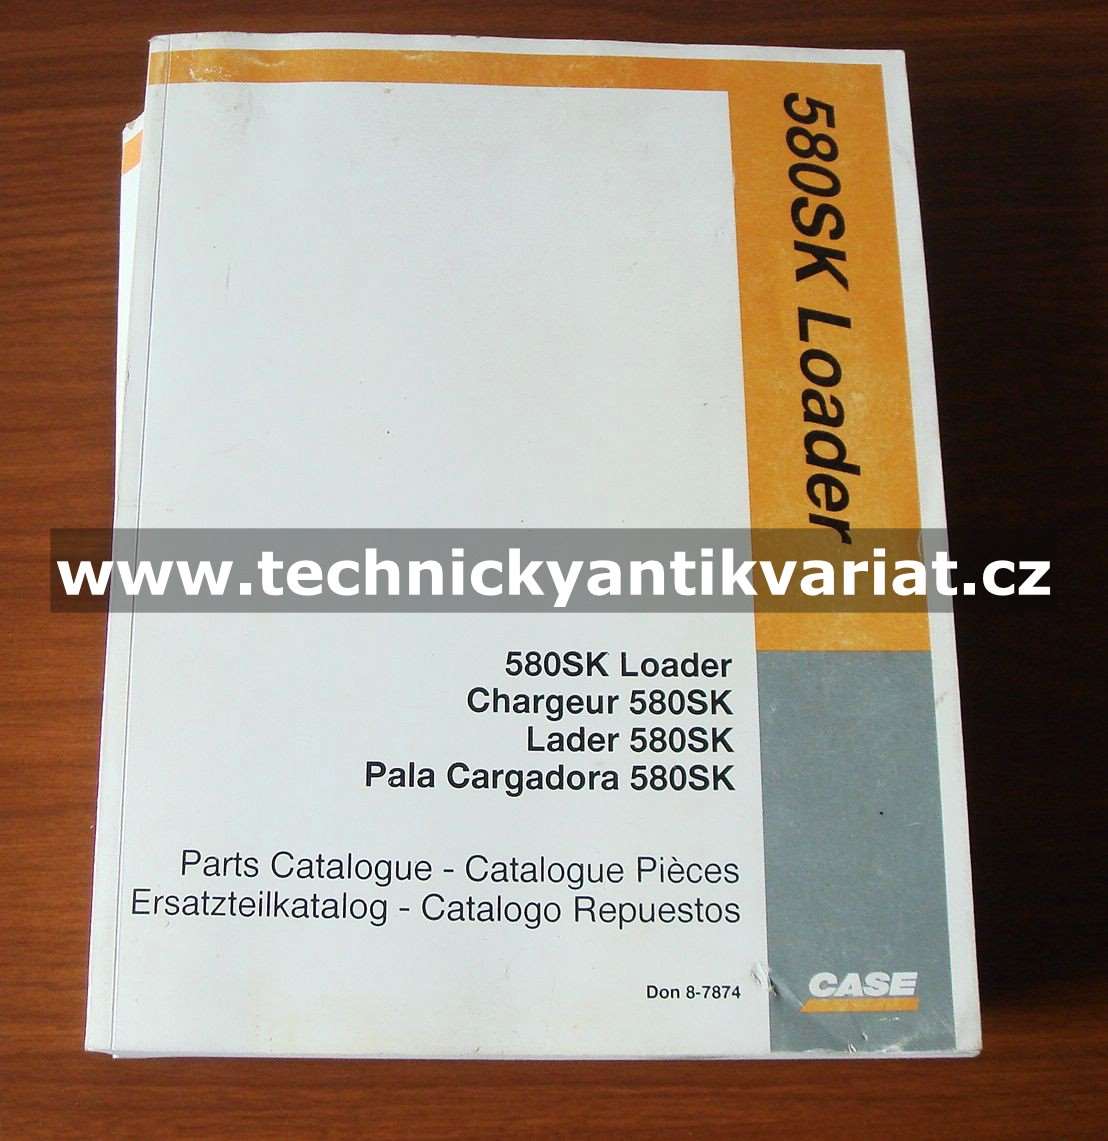 580SK Loader
www.technickyantikvariat.cz
580SK Loader
Chargeur 580SK
Lader 580SK
Pala Cargadora 580SK
Parts Catalogue - Catalogue Pièces
Ersatzteilkatalog - Catalogo Repuestos
Don 8-7874
CASE